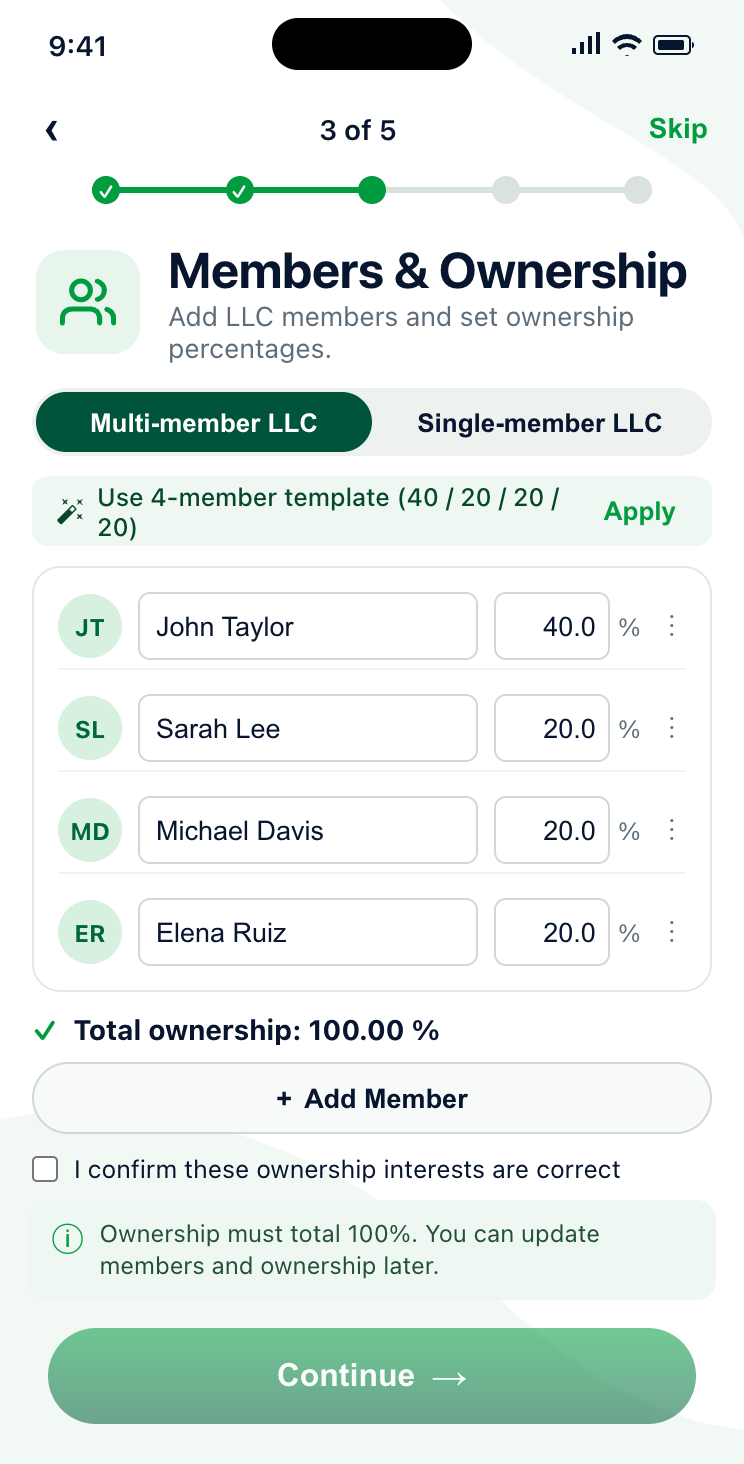 9:41
3 of 5
Skip
Members & Ownership
Add LLC members and set ownership
percentages.
Multi-member LLC
Single-member LLC
Use 4-member template (40 / 20 / 20 /
20)
Apply
JT John Taylor 40.0 %
SL Sarah Lee 20.0 %
MD Michael Davis 20.0 %
ER Elena Ruiz 20.0 %
Total ownership: 100.00 %
+ Add Member
I confirm these ownership interests are correct
Ownership must total 100%. You can update
members and ownership later.
Continue →